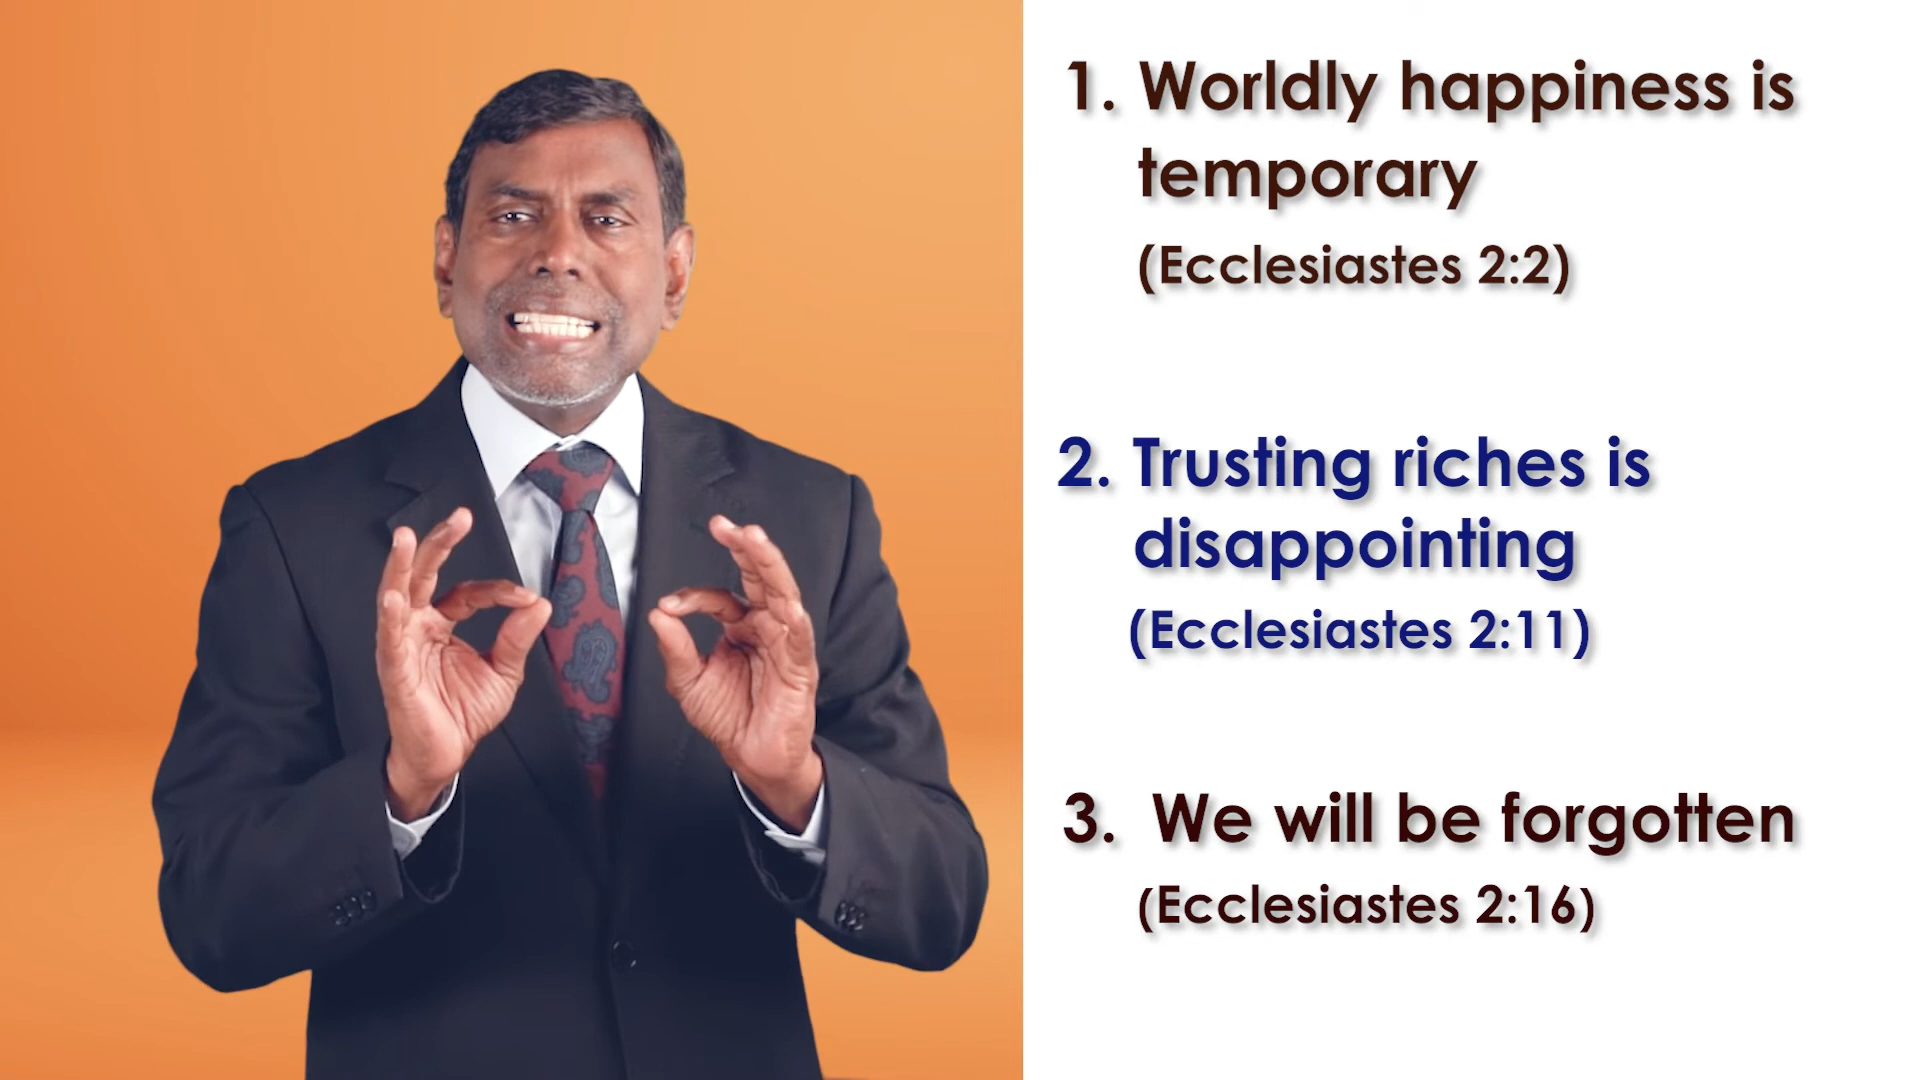 1. Worldly happiness is
temporary
(Ecclesiastes 2:2)
2. Trusting riches is
disappointing
(Ecclesiastes 2:11)
3. We will be forgotten
(Ecclesiastes 2:16)